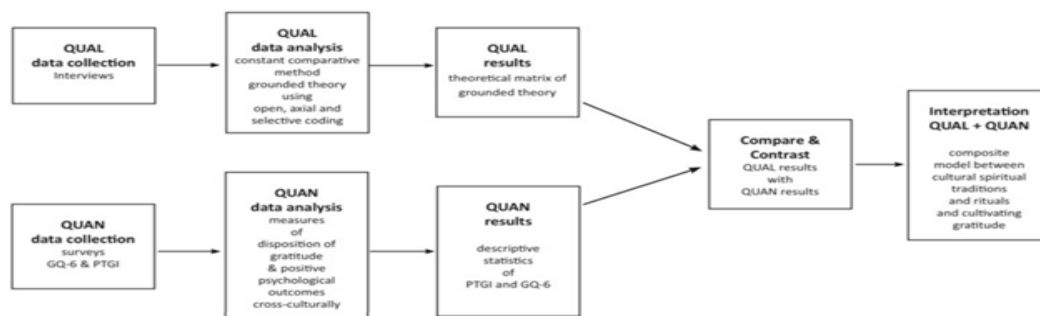 QUAL
data collection
Interviews
QUAL
data analysis
constant comparative
method
grounded theory
using
open, axial and
selective coding
QUAL
results
theoretical matrix of
grounded theory
QUAN
data collection
surveys
GQ-6 & PTGI
QUAN
data analysis
measures
of
disposition of
gratitude
& positive
psychological
outcomes
cross-culturally
QUAN
results
descriptive
statistics
of
PTGI and GQ-6
Compare &
Contrast
QUAL results
with
QUAN results
Interpretation
QUAL + QUAN
composite
model between
cultural spiritual
traditions
and rituals
and cultivating
gratitude